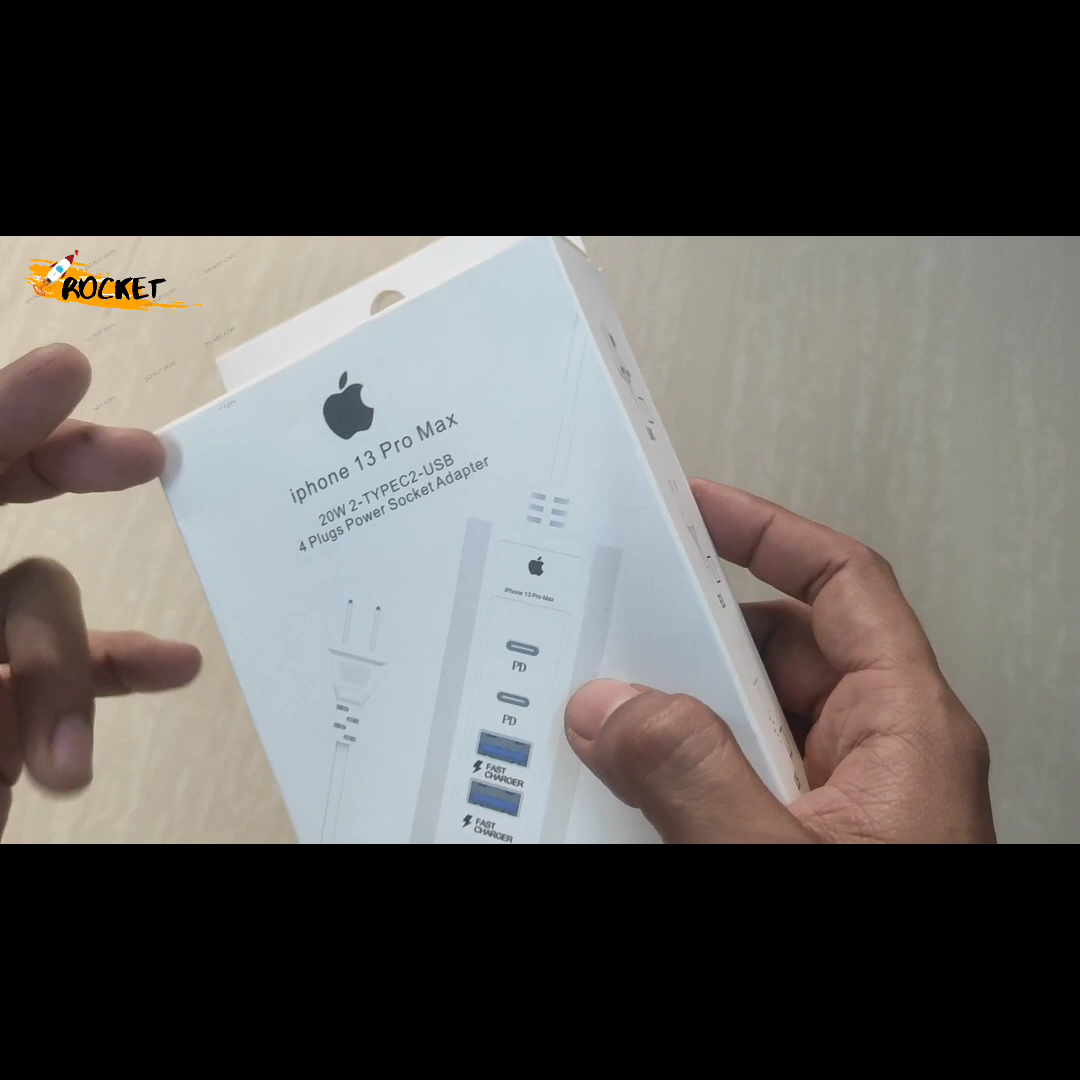 ROCKET
iphone 13 Pro Max
20W 2-TYPEC2-USB
4 Plugs Power Socket Adapter
iPhone 13 Pro Max
PD
PD
FAST
CHARGER
FAST
CHARGER